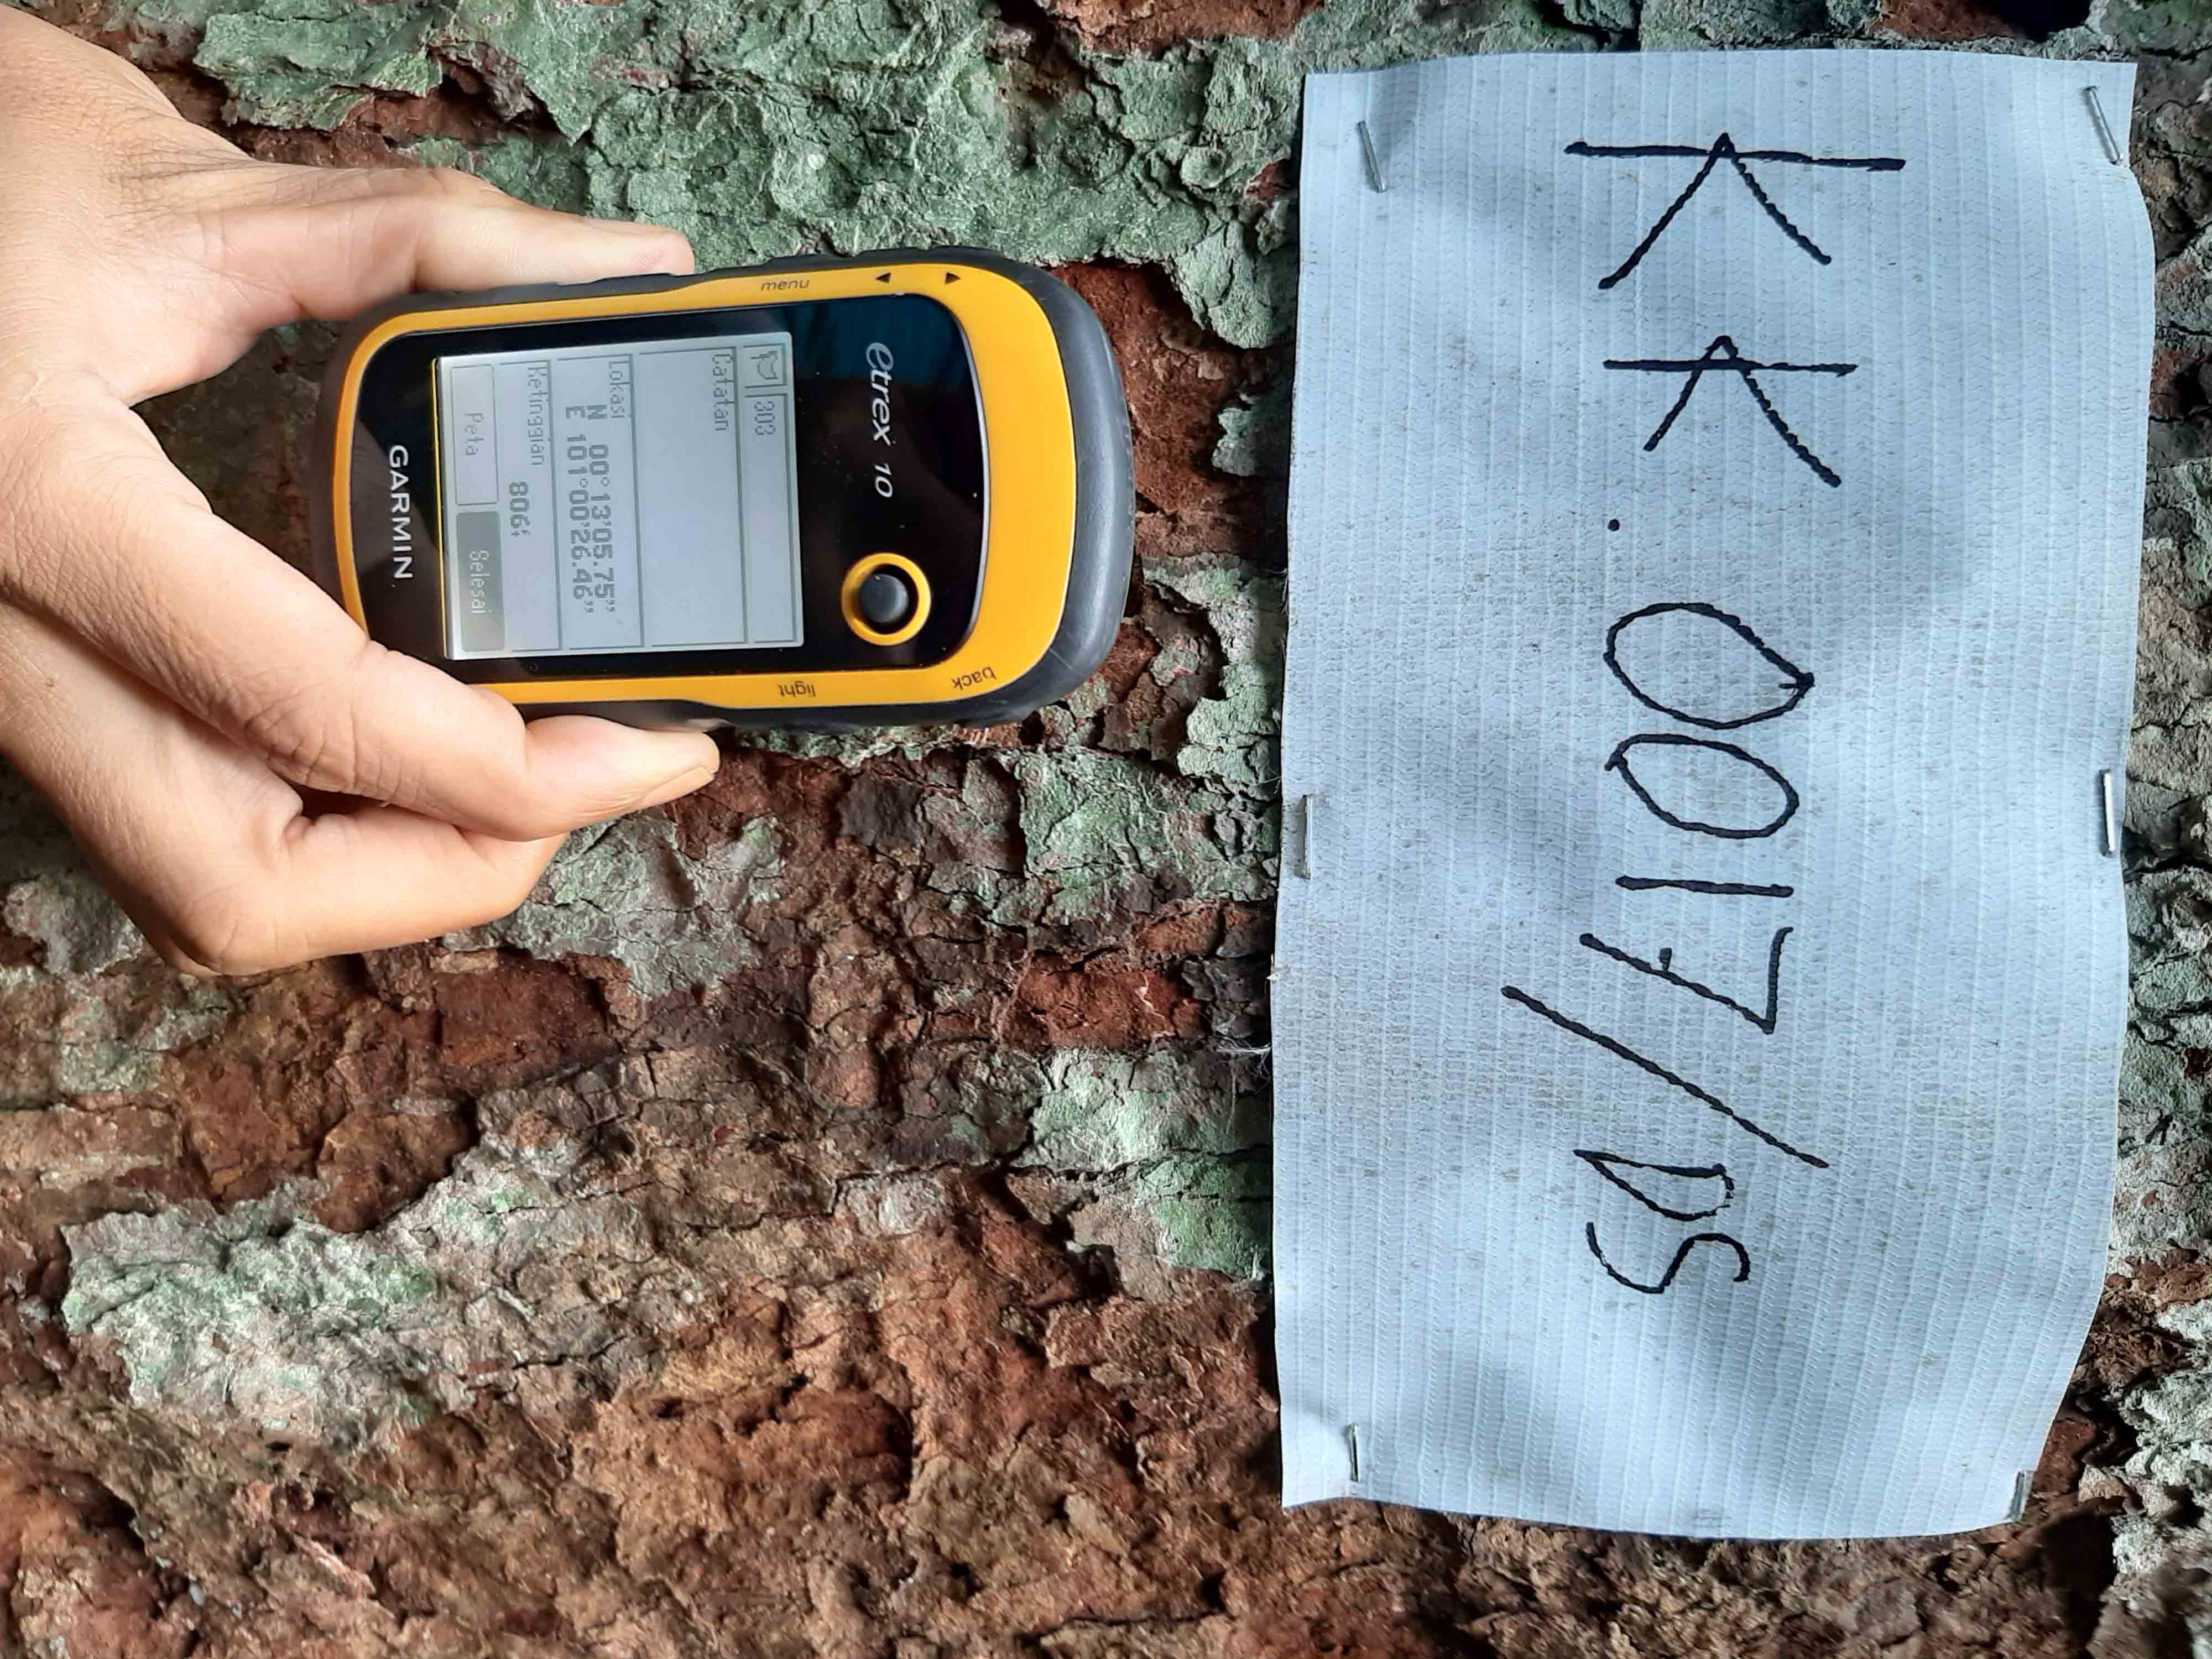 KK. 0017/DS
eTrex 10
menu
back
light
303
Catatan
Lokasi
N 00°13'05.75"
E 101°00'26.46"
Ketinggian
806ft
Peta Selesai
GARMIN